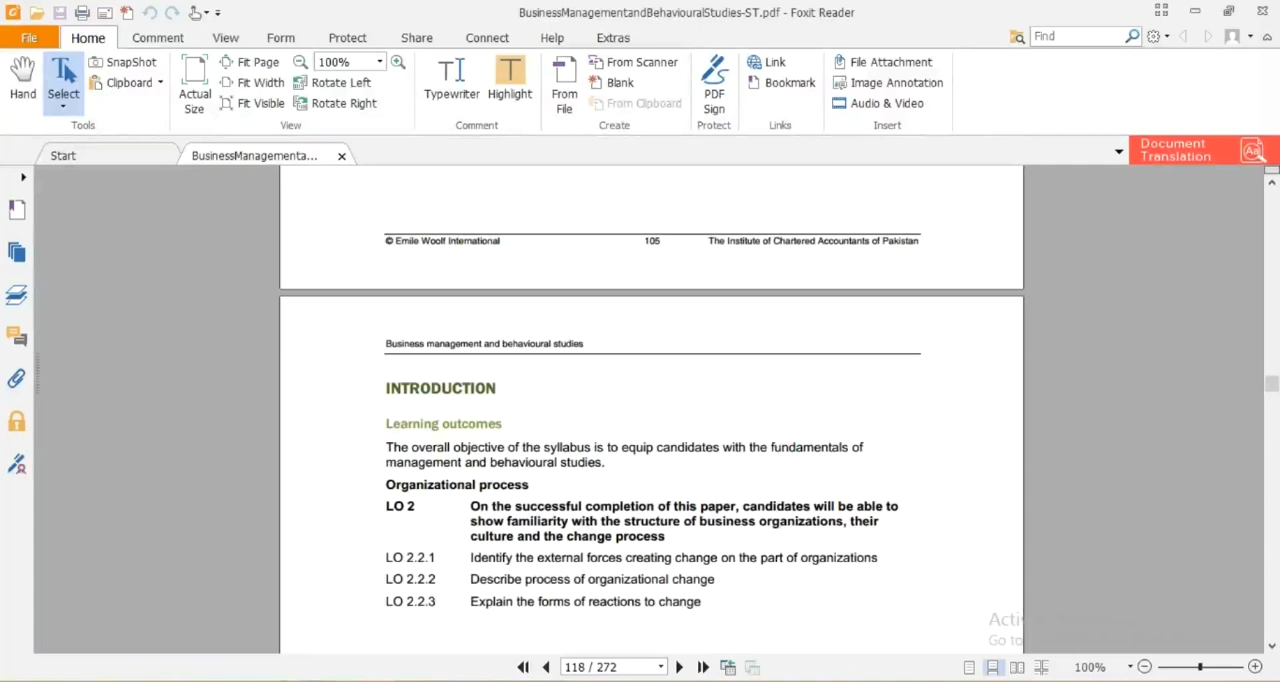 BusinessManagementandBehaviouralStudies-ST.pdf - Foxit Reader
File Home Comment View Form Protect Share Connect Help Extras Find
Hand Select SnapShot Clipboard Tools
Actual Size Fit Page Fit Width Fit Visible 100% Rotate Left Rotate Right View
Typewriter Highlight Comment
From File From Scanner Blank From Clipboard Create
PDF Sign Protect
Link Bookmark Links
File Attachment Image Annotation Audio & Video Insert
Start BusinessManagementa... Document Translation
© Emile Woolf International 105 The Institute of Chartered Accountants of Pakistan
Business management and behavioural studies
INTRODUCTION
Learning outcomes
The overall objective of the syllabus is to equip candidates with the fundamentals of
management and behavioural studies.
Organizational process
LO 2 On the successful completion of this paper, candidates will be able to
show familiarity with the structure of business organizations, their
culture and the change process
LO 2.2.1 Identify the external forces creating change on the part of organizations
LO 2.2.2 Describe process of organizational change
LO 2.2.3 Explain the forms of reactions to change
Go to
118 / 272 100%